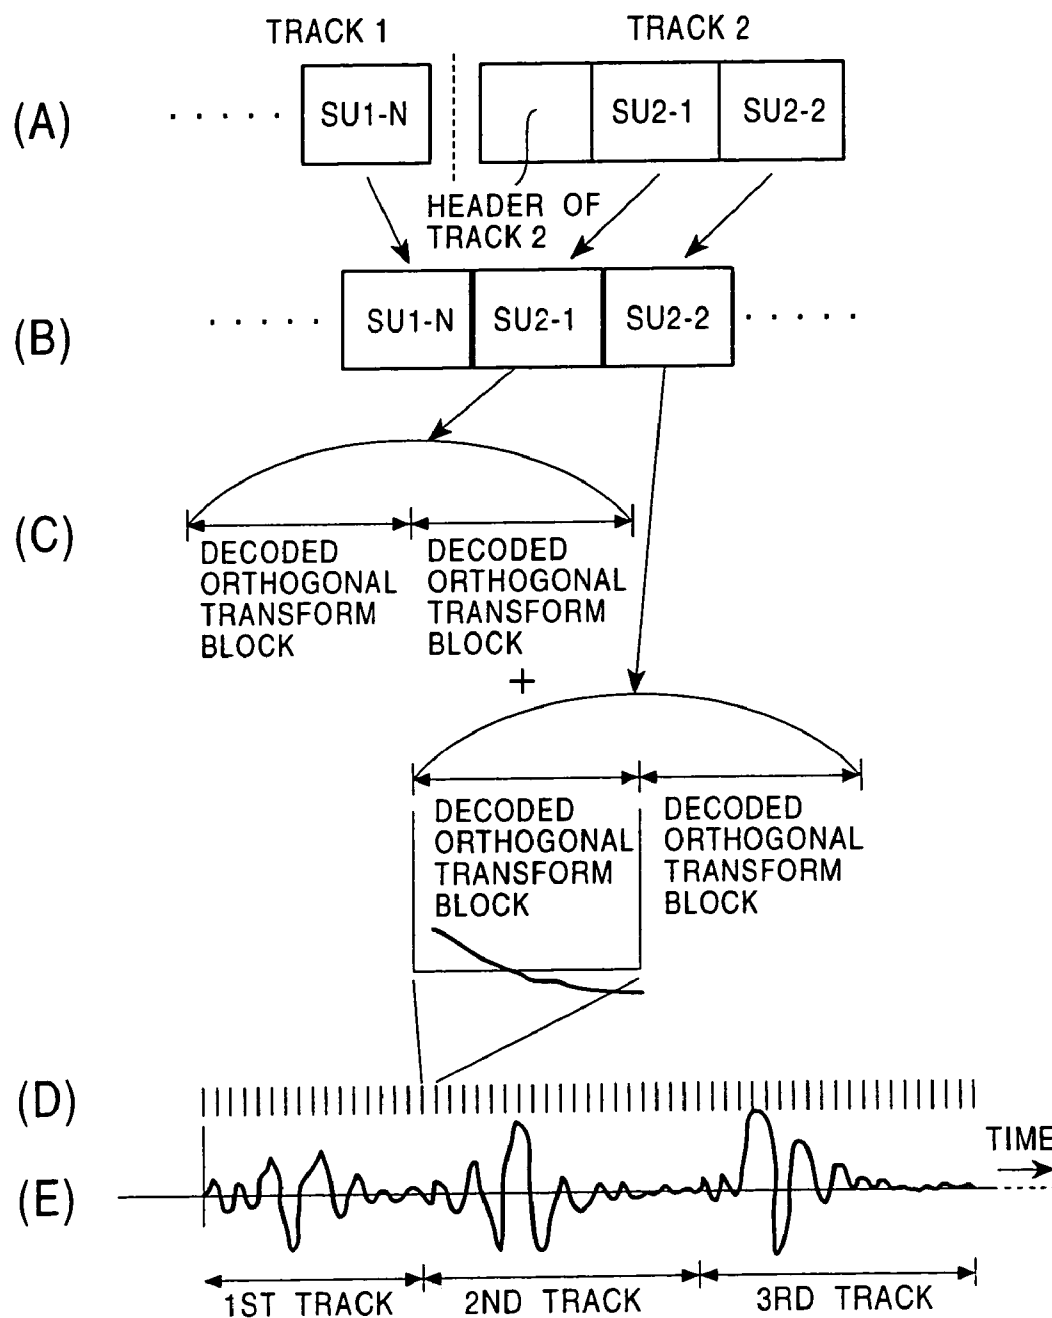 TRACK 1
TRACK 2
(A)
SU1-N
SU2-1
SU2-2
HEADER OF
TRACK 2
(B)
SU1-N
SU2-1
SU2-2
(C)
DECODED
ORTHOGONAL
TRANSFORM
BLOCK
DECODED
ORTHOGONAL
TRANSFORM
BLOCK
+
DECODED
ORTHOGONAL
TRANSFORM
BLOCK
DECODED
ORTHOGONAL
TRANSFORM
BLOCK
(D)
TIME
(E)
1ST TRACK
2ND TRACK
3RD TRACK